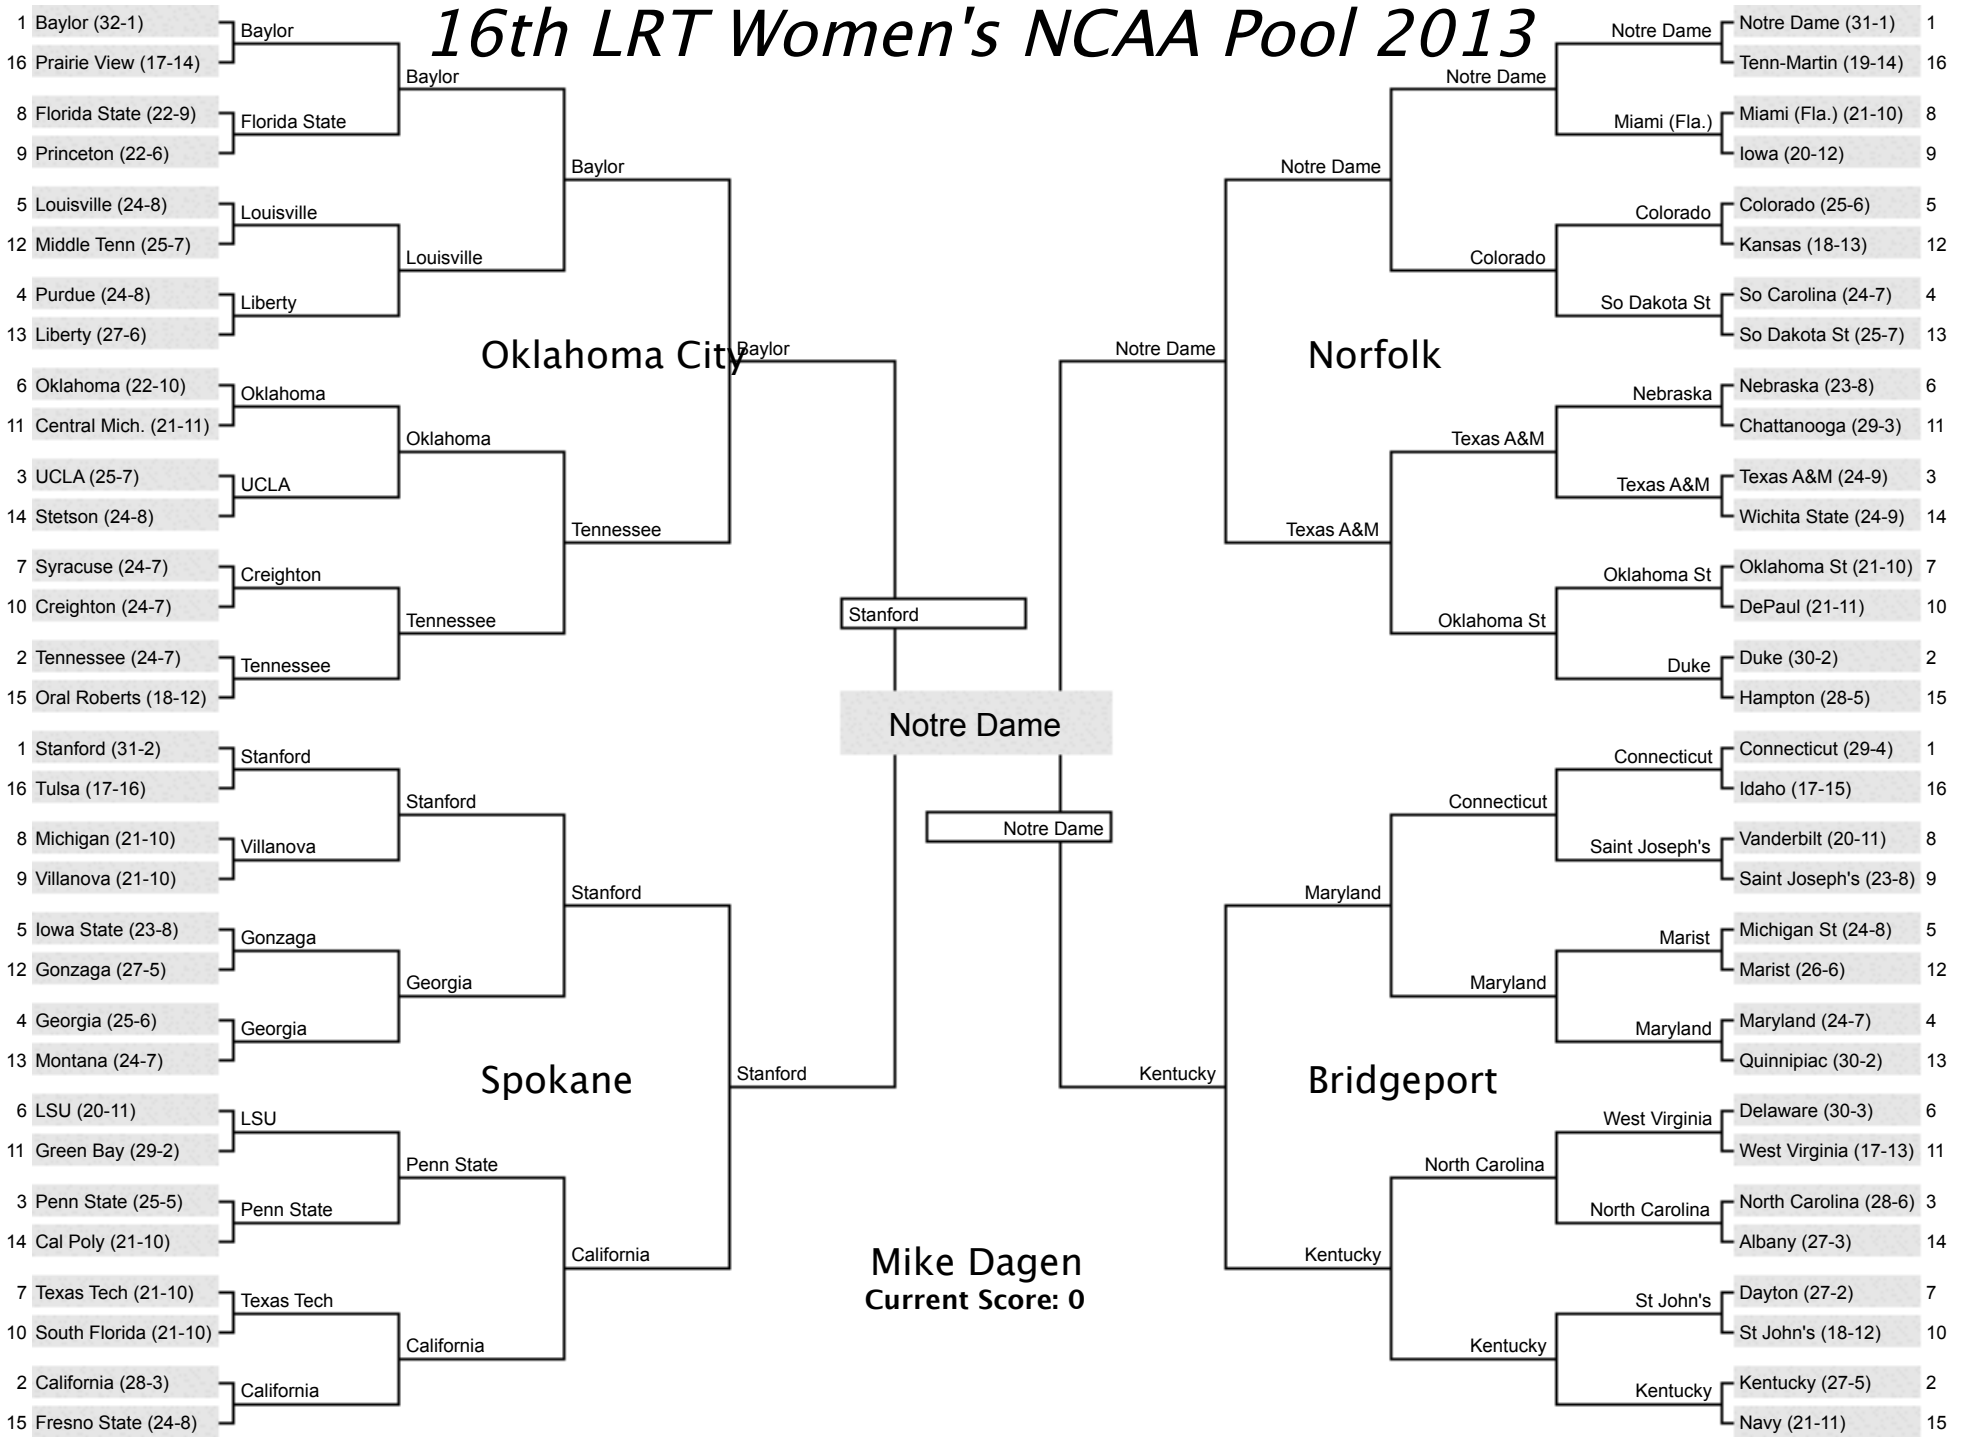 16th LRT Women's NCAA Pool 2013
1 Baylor (32-1)
16 Prairie View (17-14)
8 Florida State (22-9)
9 Princeton (22-6)
5 Louisville (24-8)
12 Middle Tenn (25-7)
4 Purdue (24-8)
13 Liberty (27-6)
6 Oklahoma (22-10)
11 Central Mich. (21-11)
3 UCLA (25-7)
14 Stetson (24-8)
7 Syracuse (24-7)
10 Creighton (24-7)
2 Tennessee (24-7)
15 Oral Roberts (18-12)
1 Stanford (31-2)
16 Tulsa (17-16)
8 Michigan (21-10)
9 Villanova (21-10)
5 Iowa State (23-8)
12 Gonzaga (27-5)
4 Georgia (25-6)
13 Montana (24-7)
6 LSU (20-11)
11 Green Bay (29-2)
3 Penn State (25-5)
14 Cal Poly (21-10)
7 Texas Tech (21-10)
10 South Florida (21-10)
2 California (28-3)
15 Fresno State (24-8)
Baylor
Florida State
Louisville
Liberty
Oklahoma
UCLA
Creighton
Tennessee
Stanford
Villanova
Gonzaga
Georgia
LSU
Penn State
Texas Tech
California
Baylor
Louisville
Oklahoma
Tennessee
Stanford
Georgia
Penn State
California
Baylor
Tennessee
Stanford
California
Oklahoma City
Spokane
Baylor
Stanford
Stanford
Notre Dame
Notre Dame
Mike Dagen
Current Score: 0
Notre Dame
Kentucky
Norfolk
Bridgeport
Notre Dame
Texas A&M
Maryland
Kentucky
Notre Dame
Colorado
Texas A&M
Oklahoma St
Connecticut
Maryland
North Carolina
Kentucky
Notre Dame
Miami (Fla.)
Colorado
So Dakota St
Nebraska
Texas A&M
Oklahoma St
Duke
Connecticut
Saint Joseph's
Marist
Maryland
West Virginia
North Carolina
St John's
Kentucky
Notre Dame (31-1) 1
Tenn-Martin (19-14) 16
Miami (Fla.) (21-10) 8
Iowa (20-12) 9
Colorado (25-6) 5
Kansas (18-13) 12
So Carolina (24-7) 4
So Dakota St (25-7) 13
Nebraska (23-8) 6
Chattanooga (29-3) 11
Texas A&M (24-9) 3
Wichita State (24-9) 14
Oklahoma St (21-10) 7
DePaul (21-11) 10
Duke (30-2) 2
Hampton (28-5) 15
Connecticut (29-4) 1
Idaho (17-15) 16
Vanderbilt (20-11) 8
Saint Joseph's (23-8) 9
Michigan St (24-8) 5
Marist (26-6) 12
Maryland (24-7) 4
Quinnipiac (30-2) 13
Delaware (30-3) 6
West Virginia (17-13) 11
North Carolina (28-6) 3
Albany (27-3) 14
Dayton (27-2) 7
St John's (18-12) 10
Kentucky (27-5) 2
Navy (21-11) 15